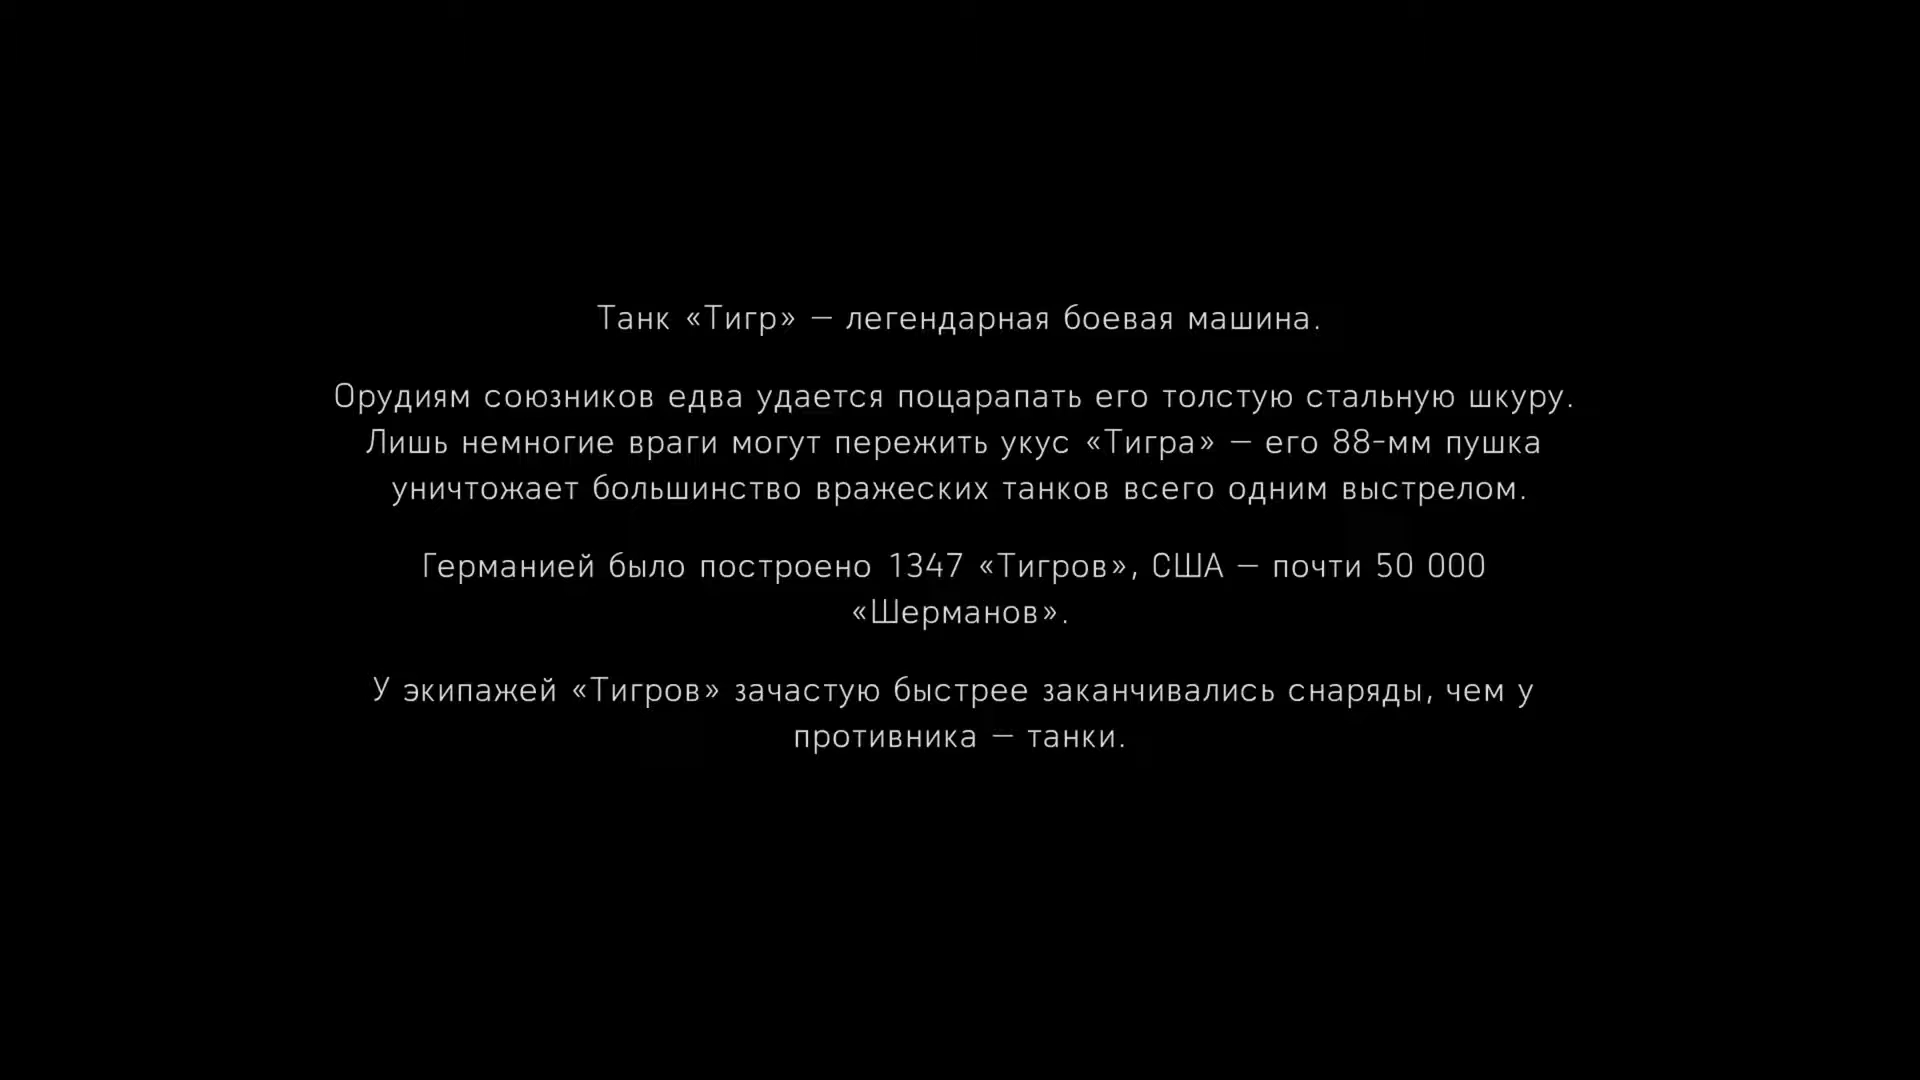 Танк «Тигр» — легендарная боевая машина.
Орудиям союзников едва удается поцарапать его толстую стальную шкуру.
Лишь немногие враги могут пережить укус «Тигра» — его 88-мм пушка
уничтожает большинство вражеских танков всего одним выстрелом.
Германией было построено 1347 «Тигров», США — почти 50 000
«Шерманов».
У экипажей «Тигров» зачастую быстрее заканчивались снаряды, чем у
противника — танки.